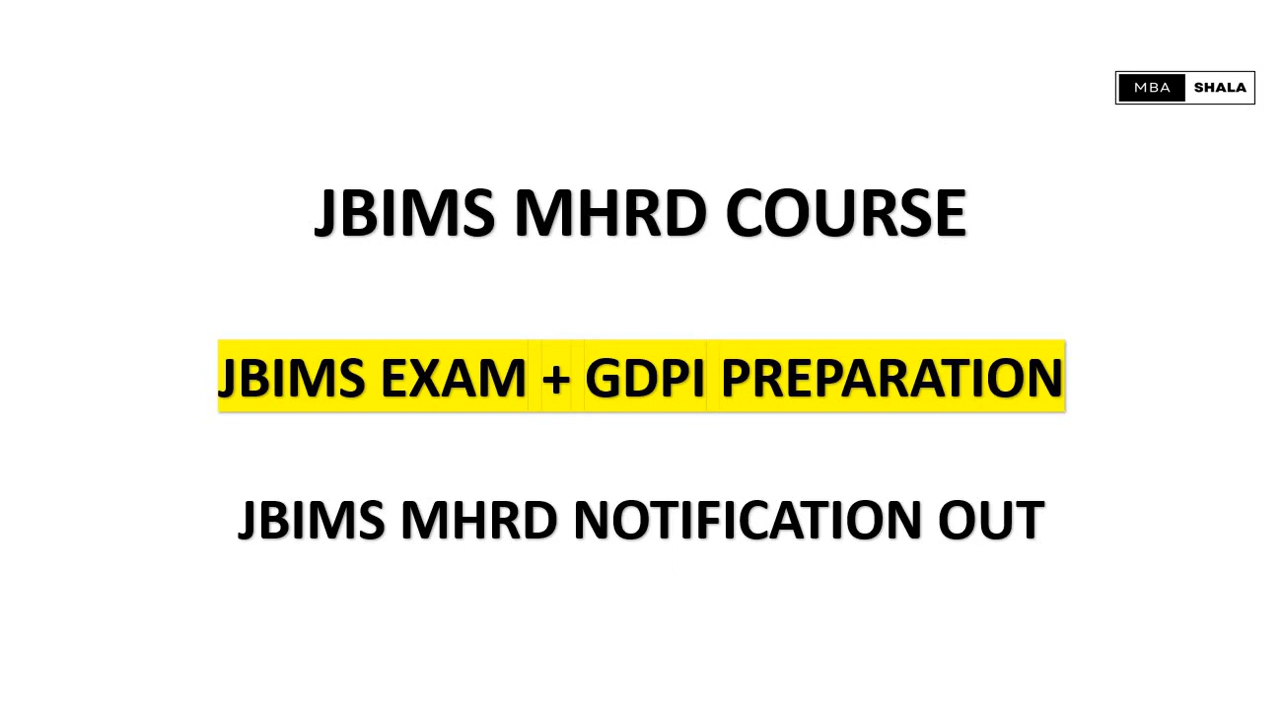 MBA SHALA
JBIMS MHRD COURSE
JBIMS EXAM + GDPI PREPARATION
JBIMS MHRD NOTIFICATION OUT